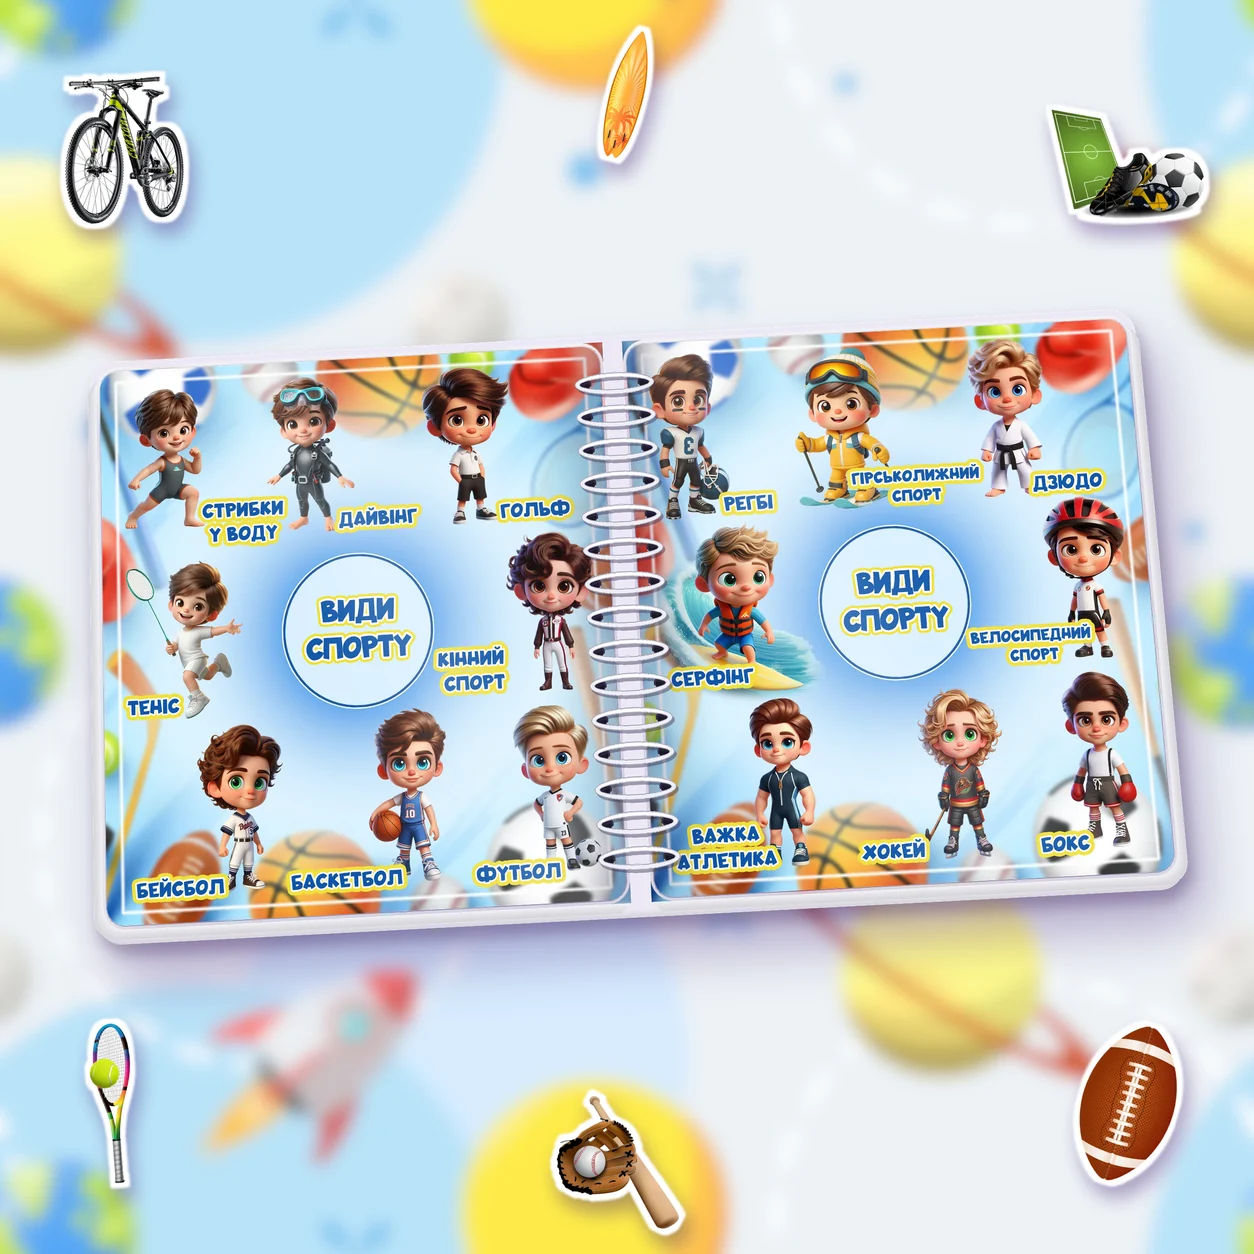 СТРИБКИ
У ВОДУ
ДАЙВІНГ
ГОЛЬФ
ТЕНІС
ВИДИ
СПОРТУ
КІННИЙ
СПОРТ
БЕЙСБОЛ
БАСКЕТБОЛ
10
ФУТБОЛ
РЕГБІ
ГІРСЬКОЛИЖНИЙ
СПОРТ
ДЗЮДО
СЕРФІНГ
ВИДИ
СПОРТУ
ВЕЛОСИПЕДНИЙ
СПОРТ
ВАЖКА
АТЛЕТИКА
ХОКЕЙ
БОКС